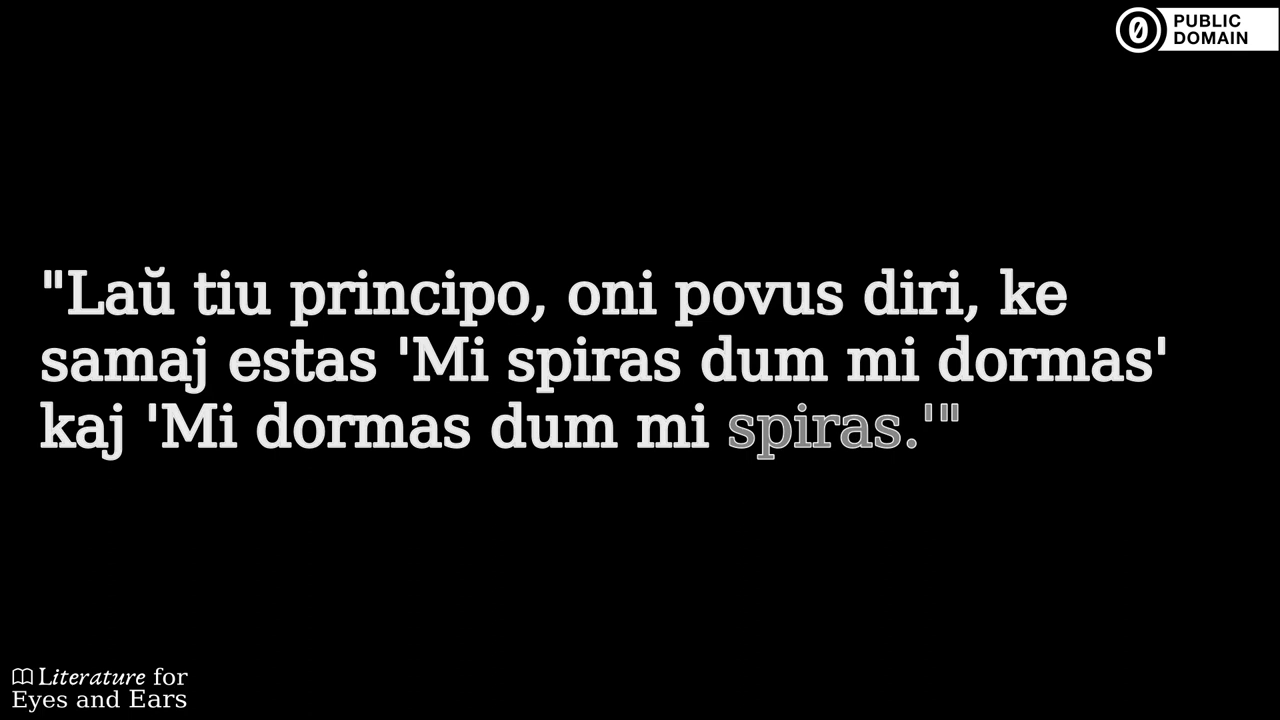 PUBLIC
DOMAIN
"Laŭ tiu principo, oni povus diri, ke
samaj estas 'Mi spiras dum mi dormas'
kaj 'Mi dormas dum mi spiras.'"
Literature for
Eyes and Ears